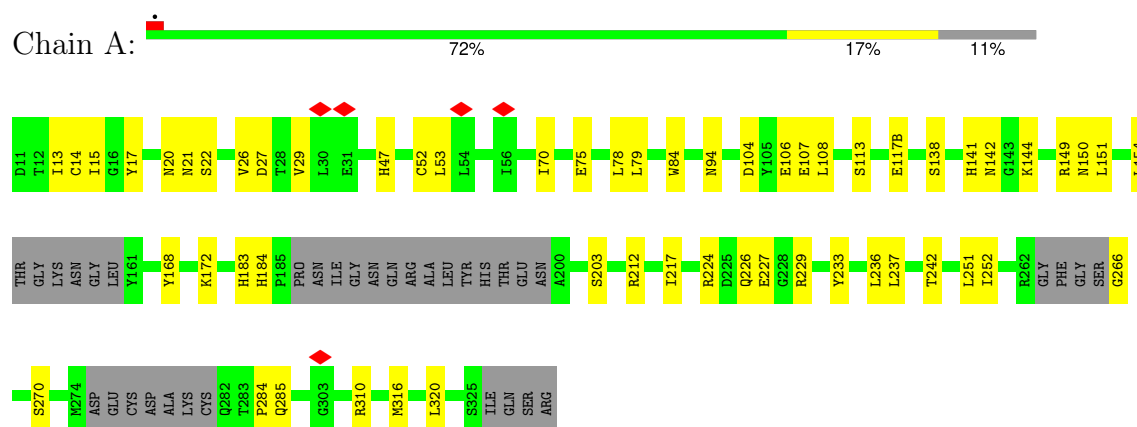 Chain A:
72% 17% 11%
D11 T12 I13 C14 I15 G16 Y17 N20 N21 S22 V26 D27 T28 V29 L30 E31 H47 C52 L53 L54 I56 I70 E75 L78 L79 W84 N94 D104 Y105 E106 E107 L108 S113 E117B S138 H141 N142 G143 K144 R149 N150 L151
THR GLY LYS ASN GLY LEU Y161 Y168 K172 H183 H184 P185 PRO ASN ILE GLY ASN GLN ARG ALA LEU TYR HIS THR GLU ASN A200 S203 R212 I217 R224 D225 Q226 E227 G228 R229 Y233 L236 L237 T242 L251 I252 R262 GLY PHE GLY SER G266
S270 M274 ASP GLU CYS ASP ALA LYS CYS Q282 T283 P284 Q285 G303 R310 M316 L320 S325 ILE GLN SER ARG